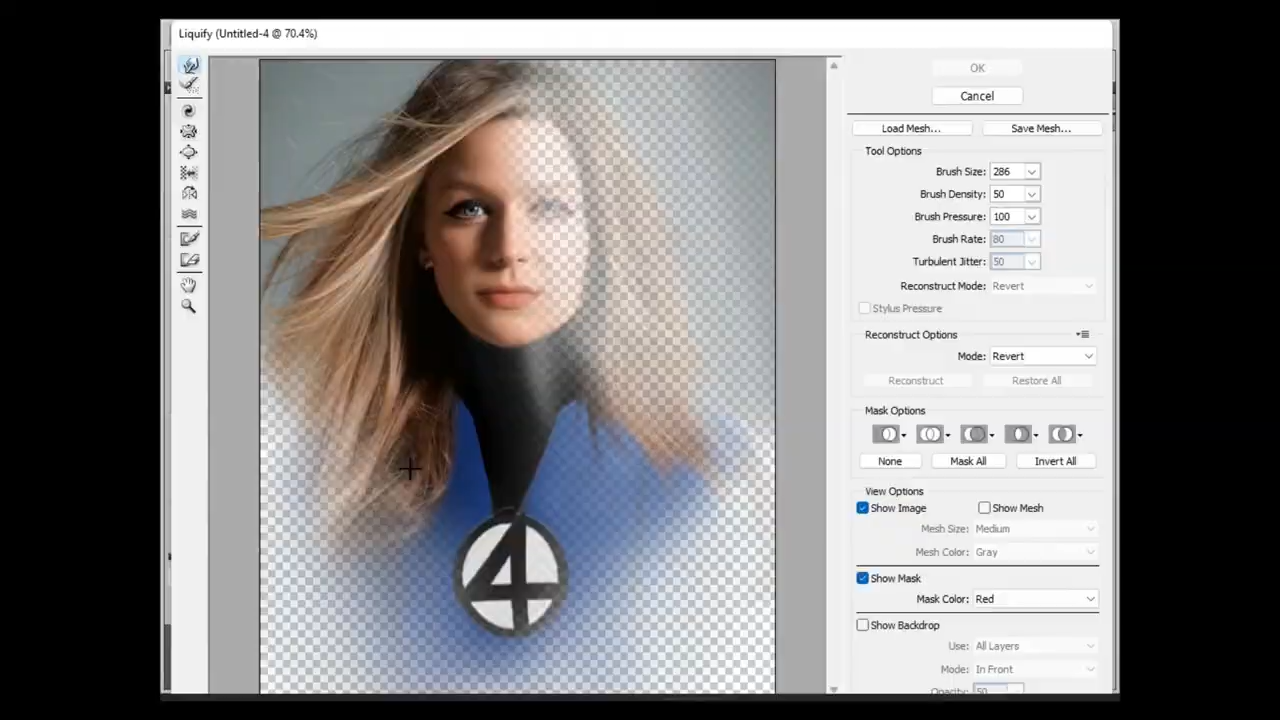 Liquify (Untitled-4 @ 70.4%)
OK
Cancel
Load Mesh... Save Mesh...
Tool Options
Brush Size: 286
Brush Density: 50
Brush Pressure: 100
Brush Rate: 80
Turbulent Jitter: 50
Reconstruct Mode: Revert
Stylus Pressure
Reconstruct Options
Mode: Revert
Reconstruct Restore All
Mask Options
None Mask All Invert All
View Options
Show Image Show Mesh
Mesh Size: Medium
Mesh Color: Gray
Show Mask
Mask Color: Red
Show Backdrop
Use: All Layers
Mode: In Front
Opacity: 50
4